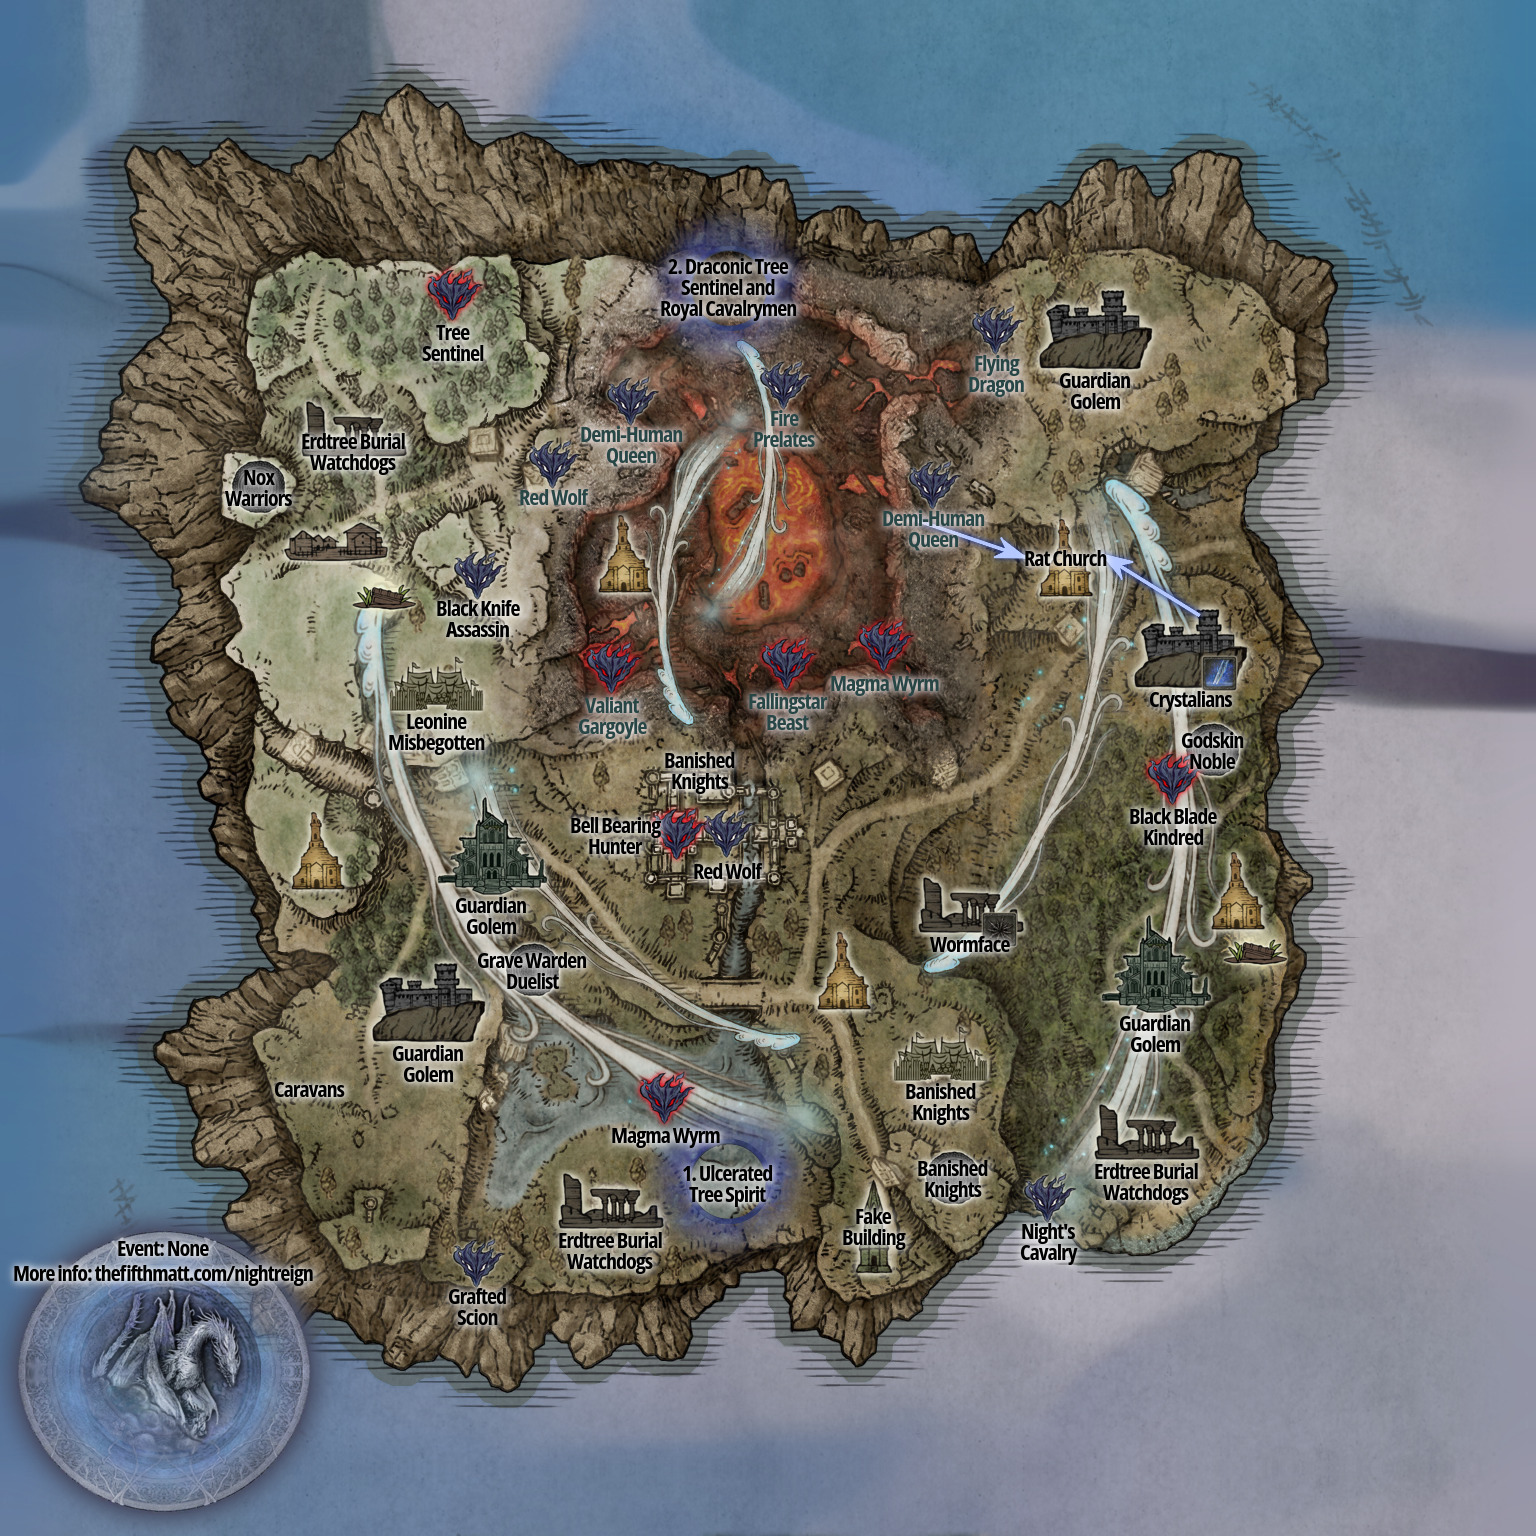 2. Draconic Tree
Sentinel and
Royal Cavalrymen
Tree
Sentinel
Flying
Dragon
Guardian
Golem
Demi-Human
Queen
Fire
Prelates
Erdtree Burial
Watchdogs
Nox
Warriors
Red Wolf
Demi-Human
Queen
Rat Church
Black Knife
Assassin
Leonine
Misbegotten
Valiant
Gargoyle
Fallingstar
Beast
Magma Wyrm
Crystalians
Godskin
Noble
Banished
Knights
Bell Bearing
Hunter
Red Wolf
Black Blade
Kindred
Guardian
Golem
Grave Warden
Duelist
Wormface
Guardian
Golem
Guardian
Golem
Caravans
Banished
Knights
Magma Wyrm
1. Ulcerated
Tree Spirit
Banished
Knights
Erdtree Burial
Watchdogs
Erdtree Burial
Watchdogs
Fake
Building
Night's
Cavalry
Grafted
Scion
Event: None
More info: thefifthmatt.com/nightreign